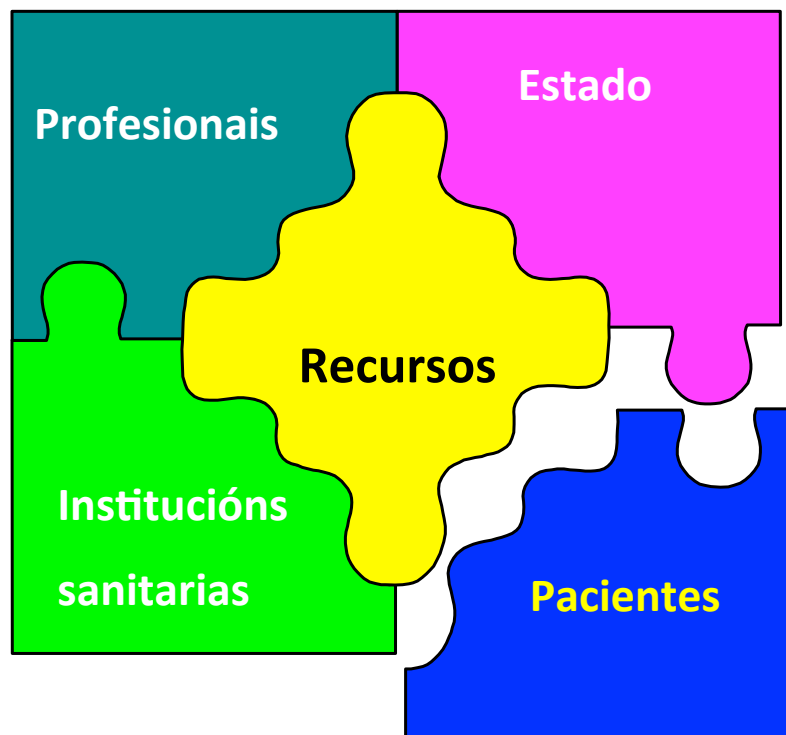 Profesionais
Estado
Recursos
Institucións
sanitarias
Pacientes